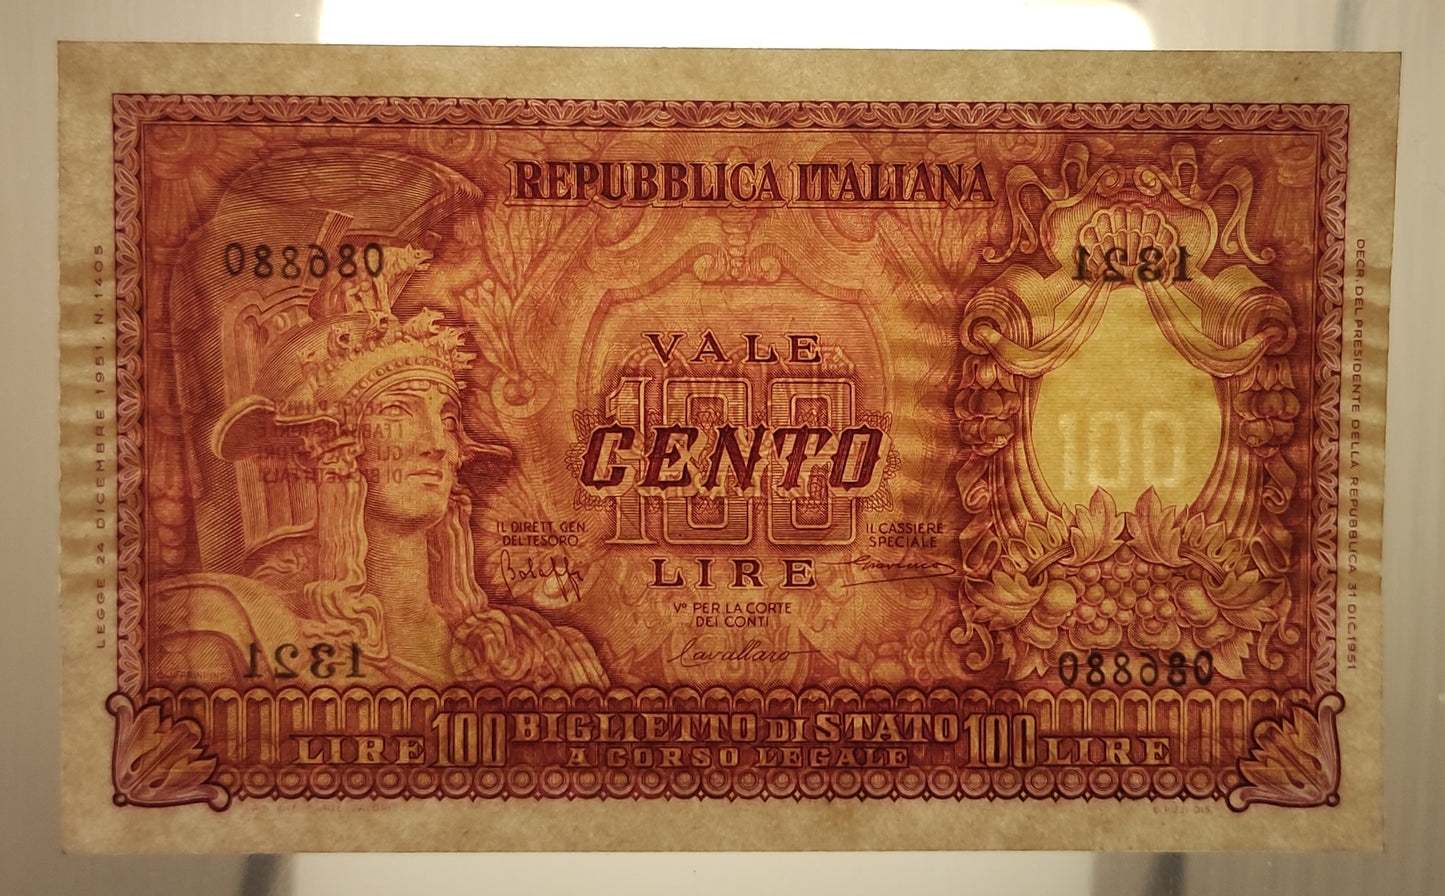 REPUBBLICA ITALIANA
088680
1321
VALE
100
CENTO
LIRE
100
IL DIRETT. GEN.
DEL TESORO
Bolaffi
IL CASSIERE
SPECIALE
Giovinco
Vº PER LA CORTE
DEI CONTI
Cavallaro
1321
088680
LIRE 100 BIGLIETTO DI STATO 100 LIRE
A CORSO LEGALE
LEGGE 24 DICEMBRE 1951, N. 1405
DECR. DEL PRESIDENTE DELLA REPUBBLICA 31 DIC. 1951